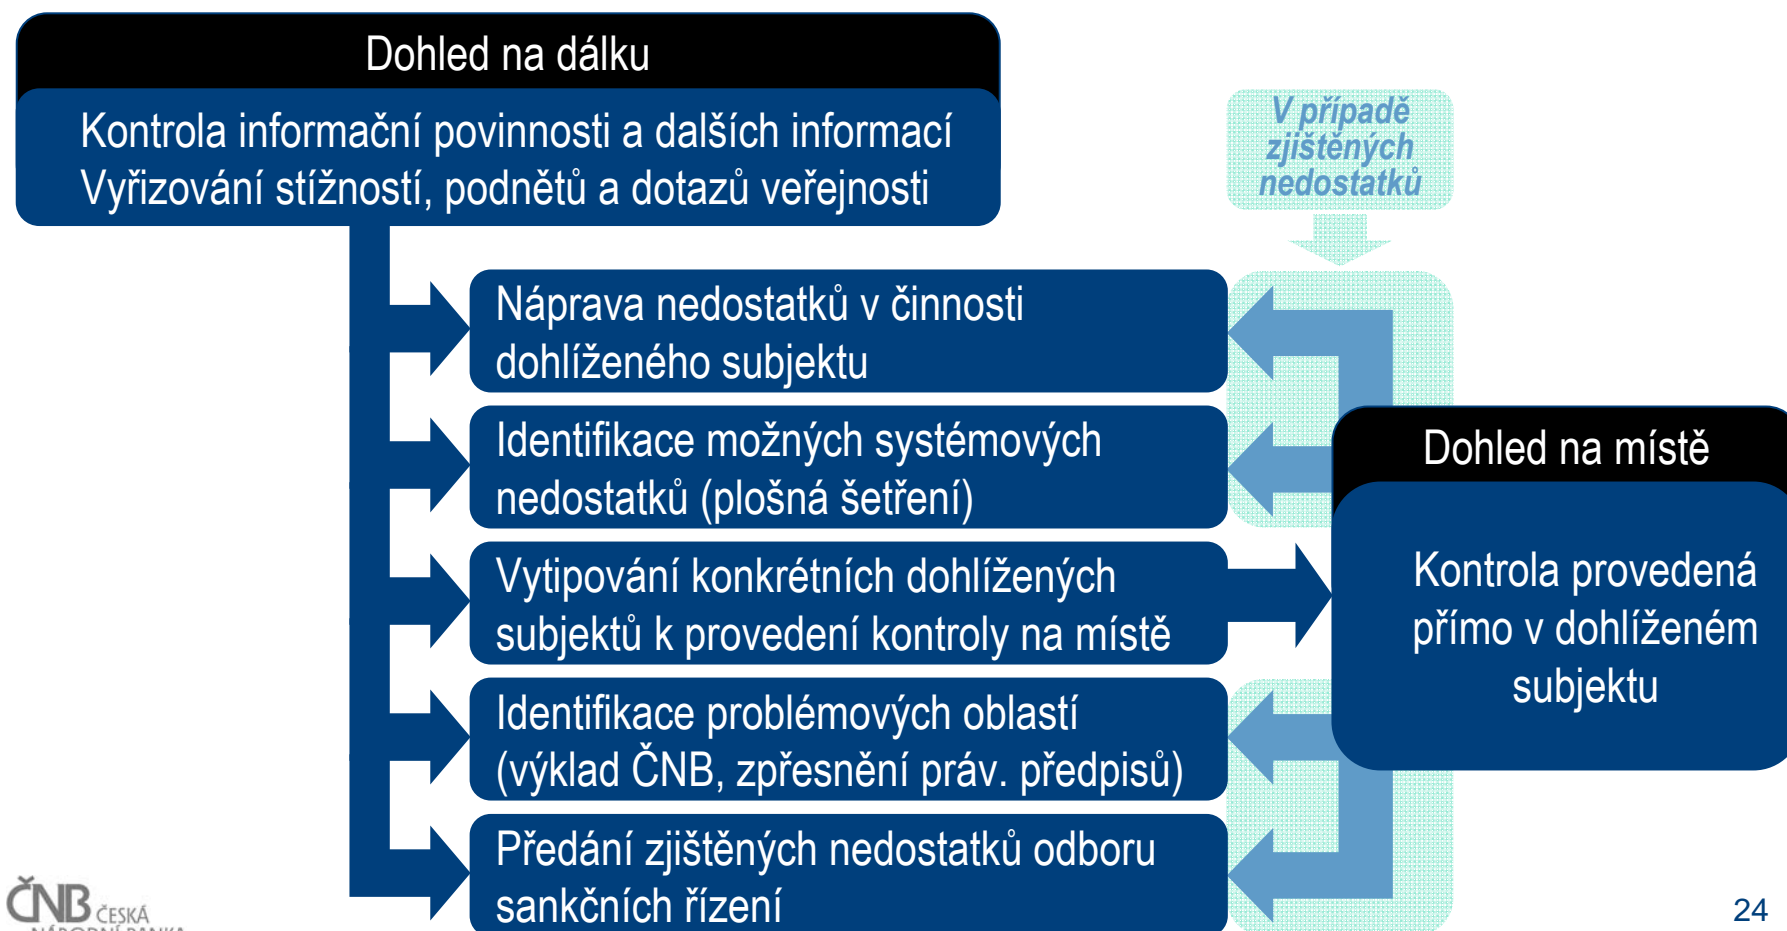 Dohled na dálku
Kontrola informační povinnosti a dalších informací
Vyřizování stížností, podnětů a dotazů veřejnosti
V případě
zjištěných
nedostatků
Náprava nedostatků v činnosti
dohlíženého subjektu
Identifikace možných systémových
nedostatků (plošná šetření)
Vytipování konkrétních dohlížených
subjektů k provedení kontroly na místě
Identifikace problémových oblastí
(výklad ČNB, zpřesnění práv. předpisů)
Předání zjištěných nedostatků odboru
sankčních řízení
Dohled na místě
Kontrola provedená
přímo v dohlíženém
subjektu
ČNB ČESKÁ
NÁRODNÍ BANKA
24